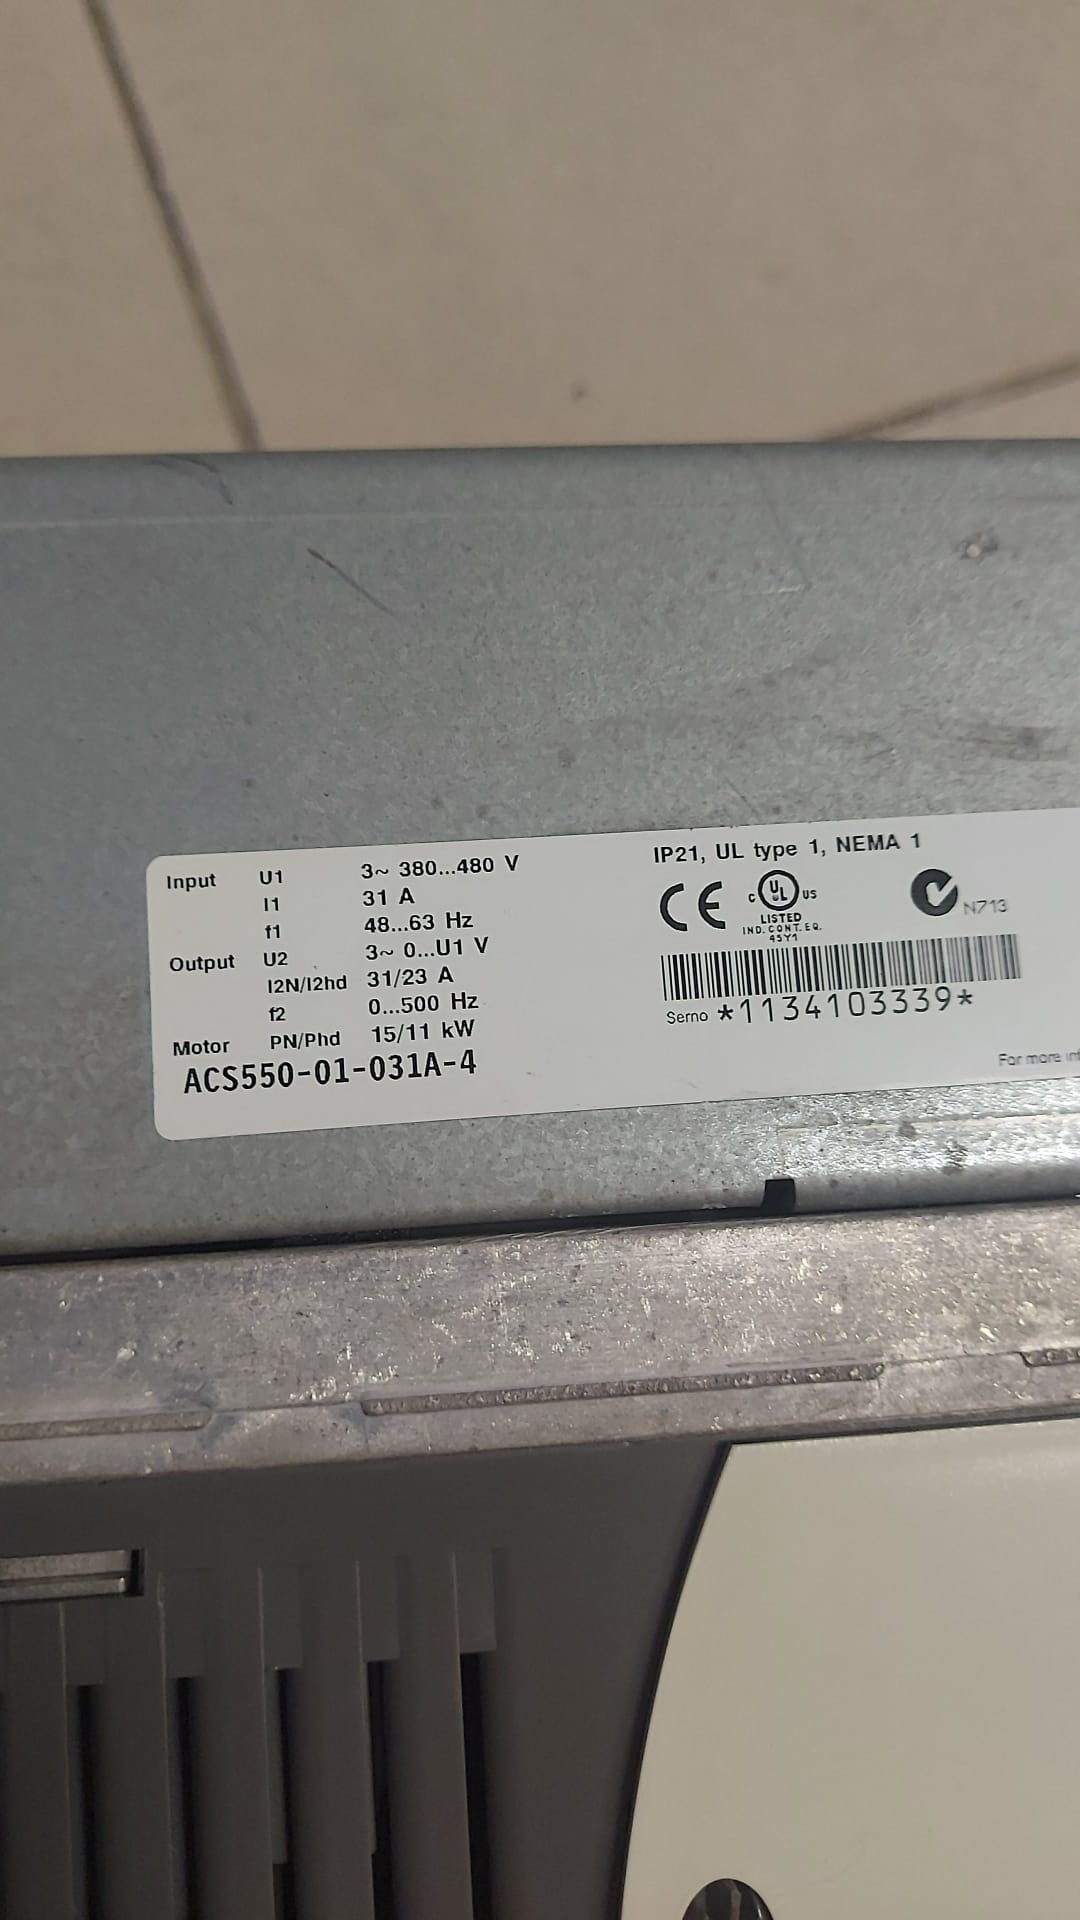 Input U1 3~ 380...480 V
I1 31 A
f1 48...63 Hz
Output U2 3~ 0...U1 V
I2N/I2hd 31/23 A
f2 0...500 Hz
Motor PN/Phd 15/11 kW
ACS550-01-031A-4
IP21, UL type 1, NEMA 1
CE
C UL US
LISTED
IND. CONT. EQ.
45Y1
N713
Serno *1134103339*
For more